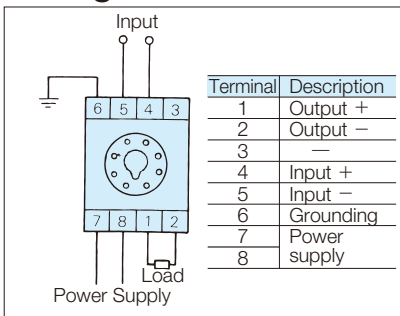 Input
6 5 4 3
7 8 1 2
Load
Power Supply
Terminal Description
1 Output +
2 Output −
3 —
4 Input +
5 Input −
6 Grounding
7 Power
8 supply